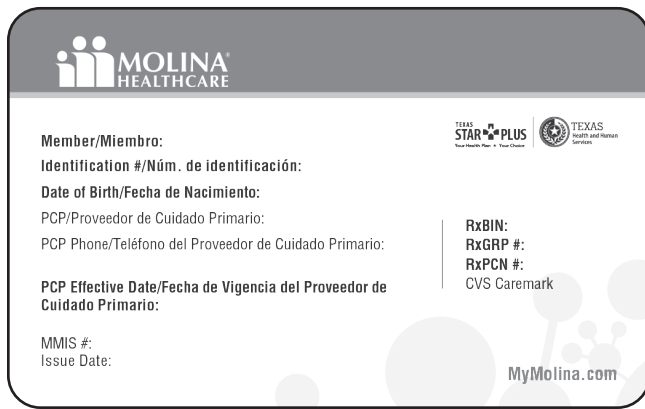 MOLINA®
HEALTHCARE
TEXAS
STAR PLUS
Your Health Plan ✦ Your Choice
TEXAS
Health and Human
Services
Member/Miembro:
Identification #/Núm. de identificación:
Date of Birth/Fecha de Nacimiento:
PCP/Proveedor de Cuidado Primario:
PCP Phone/Teléfono del Proveedor de Cuidado Primario:
PCP Effective Date/Fecha de Vigencia del Proveedor de
Cuidado Primario:
MMIS #:
Issue Date:
RxBIN:
RxGRP #:
RxPCN #:
CVS Caremark
MyMolina.com